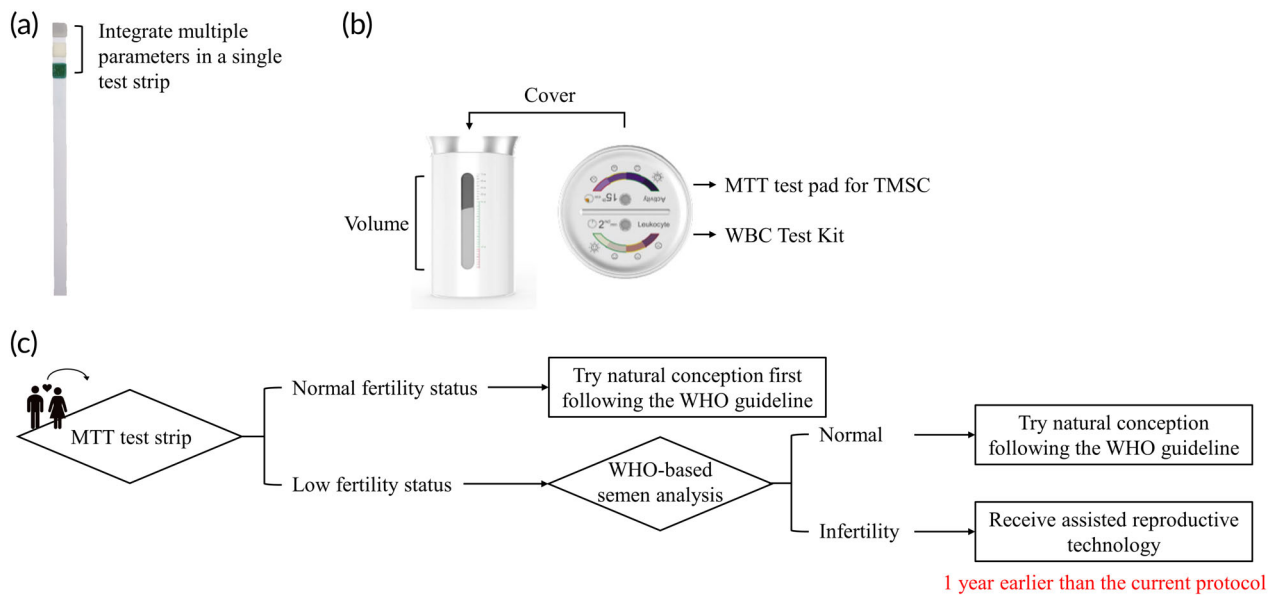 (a)
Integrate multiple
parameters in a single
test strip
(b)
Cover
Volume
Activity
15
2
Leukocyte
MTT test pad for TMSC
WBC Test Kit
(c)
MTT test strip
Normal fertility status
Try natural conception first
following the WHO guideline
Low fertility status
WHO-based
semen analysis
Normal
Try natural conception
following the WHO guideline
Infertility
Receive assisted reproductive
technology
1 year earlier than the current protocol